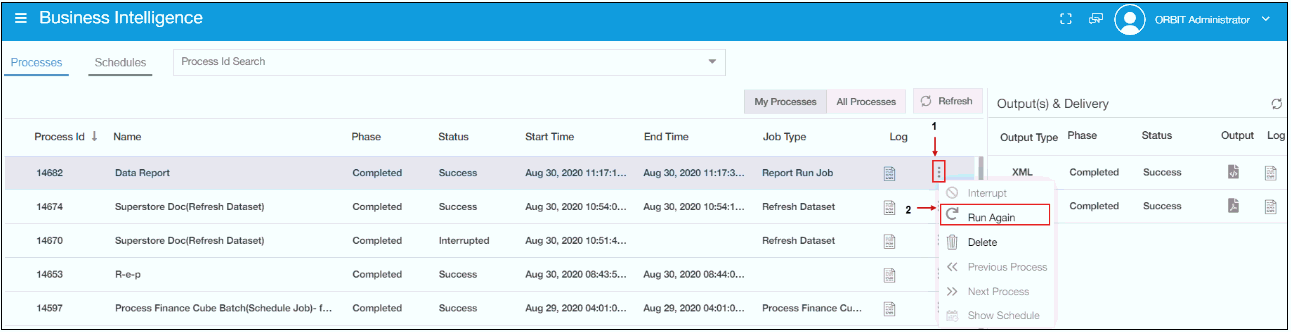 Business Intelligence
ORBIT Administrator
Processes Schedules Process Id Search
My Processes All Processes Refresh Output(s) & Delivery
1
Process Id Name Phase Status Start Time End Time Job Type Log Output Type Phase Status Output Log
14682 Data Report Completed Success Aug 30, 2020 11:17:1... Aug 30, 2020 11:17:3... Report Run Job XML Completed Success
Interrupt
14674 Superstore Doc(Refresh Dataset) Completed Success Aug 30, 2020 10:54:0... Aug 30, 2020 10:54:1... Refresh Dataset 2 Completed Success
Run Again
14670 Superstore Doc(Refresh Dataset) Completed Interrupted Aug 30, 2020 10:51:4... Refresh Dataset Delete
Previous Process
14653 R-e-p Completed Success Aug 30, 2020 08:43:5... Aug 30, 2020 08:44:0...
Next Process
14597 Process Finance Cube Batch(Schedule Job)- f... Completed Success Aug 29, 2020 04:01:0... Aug 29, 2020 04:01:0... Process Finance Cu...
Show Schedule